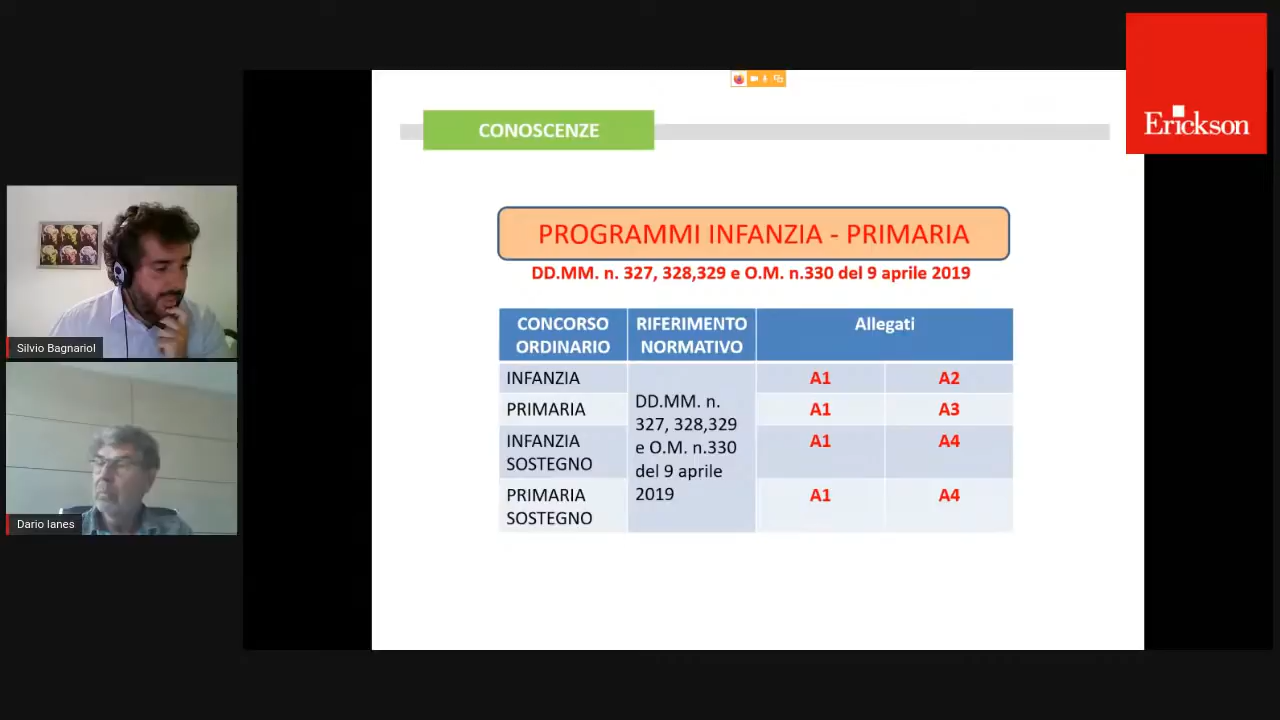 Erickson
CONOSCENZE
PROGRAMMI INFANZIA - PRIMARIA
DD.MM. n. 327, 328,329 e O.M. n.330 del 9 aprile 2019
CONCORSO
ORDINARIO
RIFERIMENTO
NORMATIVO
Allegati
INFANZIA
A1
A2
PRIMARIA
A1
A3
INFANZIA
SOSTEGNO
A1
A4
PRIMARIA
SOSTEGNO
A1
A4
DD.MM. n.
327, 328,329
e O.M. n.330
del 9 aprile
2019
Silvio Bagnariol
Dario Ianes